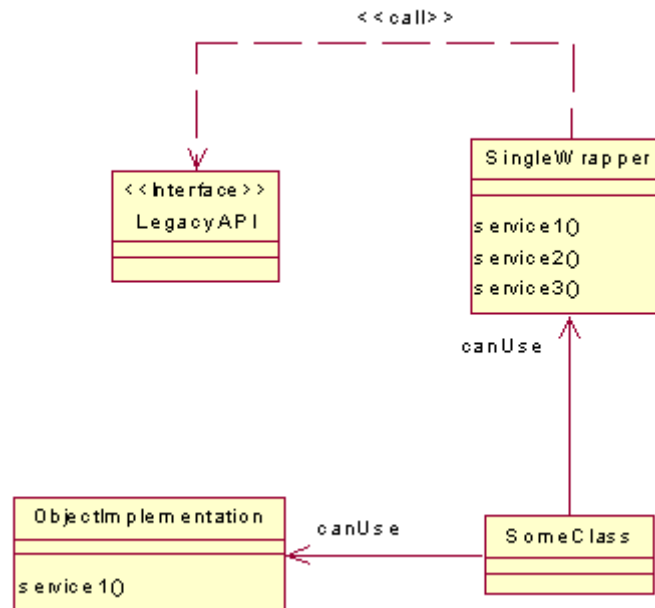 <<call>>
<<Interface>>
LegacyAPI
SingleWrapper
service1()
service2()
service3()
canUse
ObjectImplementation
service1()
canUse
SomeClass